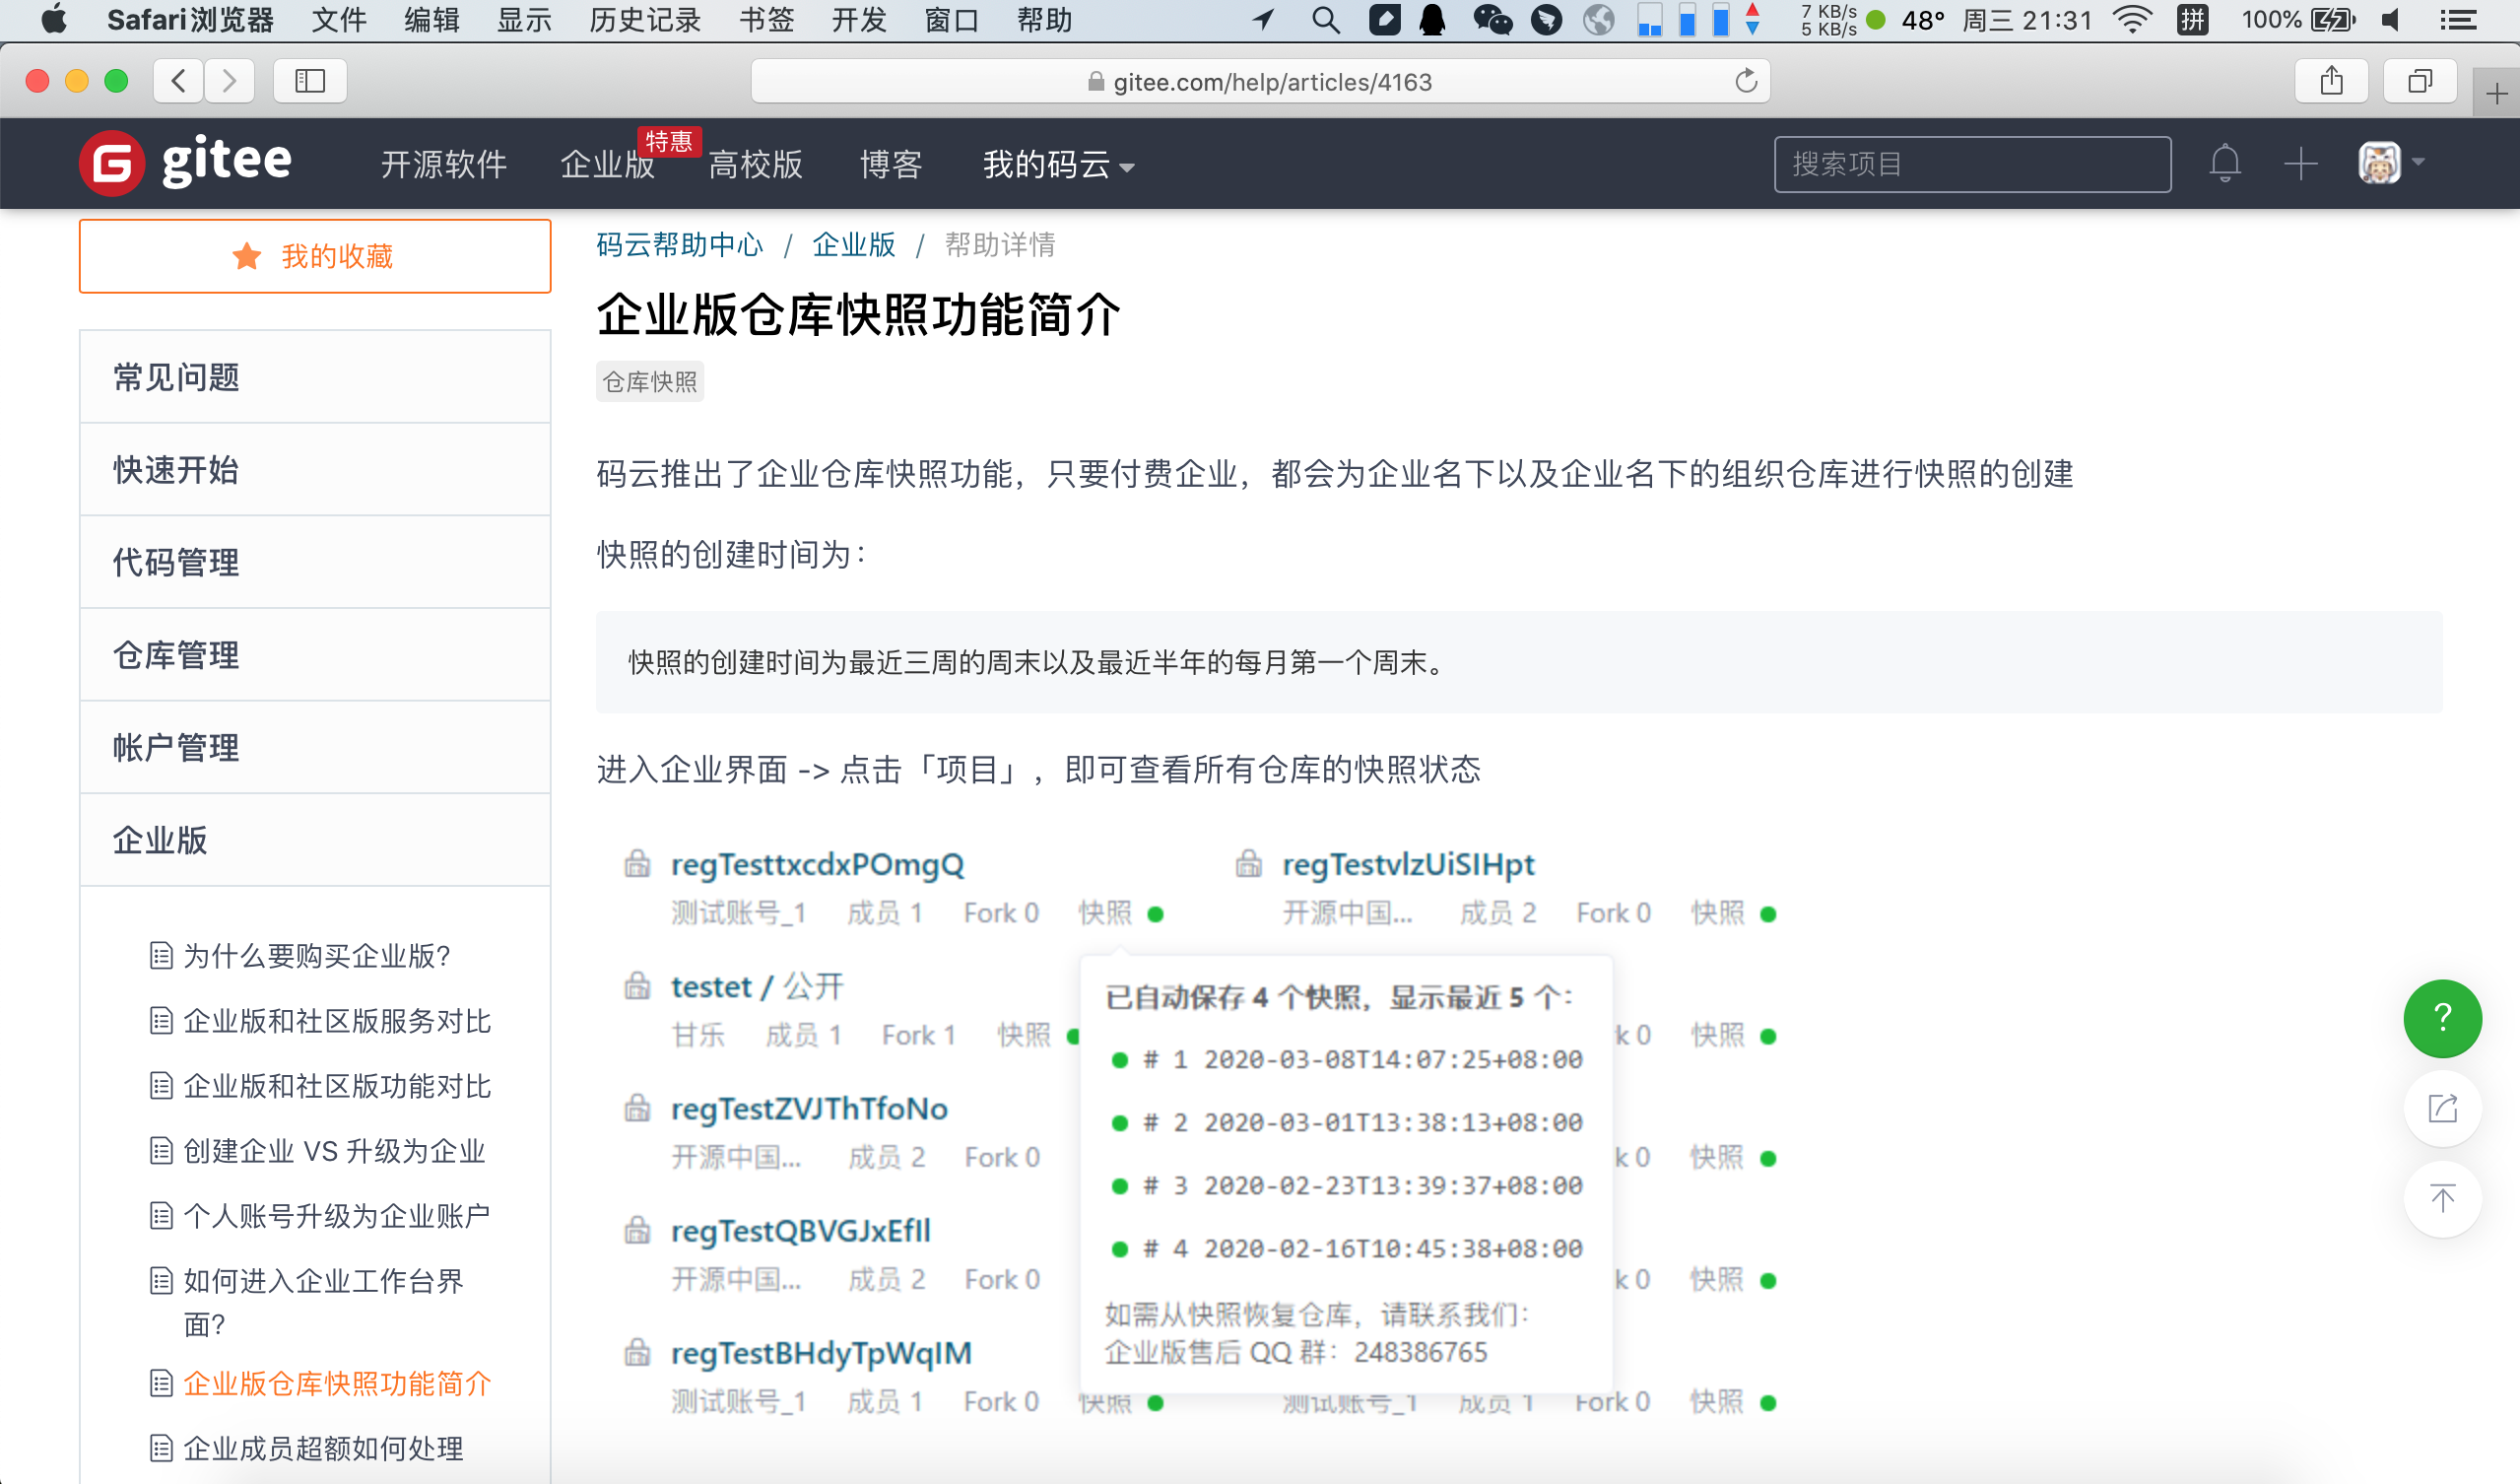 Safari浏览器 文件 编辑 显示 历史记录 书签 开发 窗口 帮助 7 KB/s 5 KB/s 48° 周三 21:31 拼 100%
gitee.com/help/articles/4163
gitee 开源软件 企业版 特惠 高校版 博客 我的码云 搜索项目
我的收藏
常见问题
快速开始
代码管理
仓库管理
帐户管理
企业版
为什么要购买企业版?
企业版和社区版服务对比
企业版和社区版功能对比
创建企业 VS 升级为企业
个人账号升级为企业账户
如何进入企业工作台界
面?
企业版仓库快照功能简介
企业成员超额如何处理
码云帮助中心 / 企业版 / 帮助详情
企业版仓库快照功能简介
仓库快照
码云推出了企业仓库快照功能，只要付费企业，都会为企业名下以及企业名下的组织仓库进行快照的创建
快照的创建时间为：
快照的创建时间为最近三周的周末以及最近半年的每月第一个周末。
进入企业界面 -> 点击「项目」，即可查看所有仓库的快照状态
regTesttxcdxPOmgQ
测试账号_1 成员 1 Fork 0 快照
regTestvlzUiSIHpt
开源中国... 成员 2 Fork 0 快照
testet / 公开
甘乐 成员 1 Fork 1 快照
k 0 快照
regTestZVJThTfoNo
开源中国... 成员 2 Fork 0
k 0 快照
regTestQBVGJxEfIl
开源中国... 成员 2 Fork 0
k 0 快照
regTestBHdyTpWqIM
测试账号_1 成员 1 Fork 0 快照
测试账号_1 成员 1 Fork 0 快照
已自动保存 4 个快照，显示最近 5 个：
# 1 2020-03-08T14:07:25+08:00
# 2 2020-03-01T13:38:13+08:00
# 3 2020-02-23T13:39:37+08:00
# 4 2020-02-16T10:45:38+08:00
如需从快照恢复仓库，请联系我们：
企业版售后 QQ 群：248386765
?